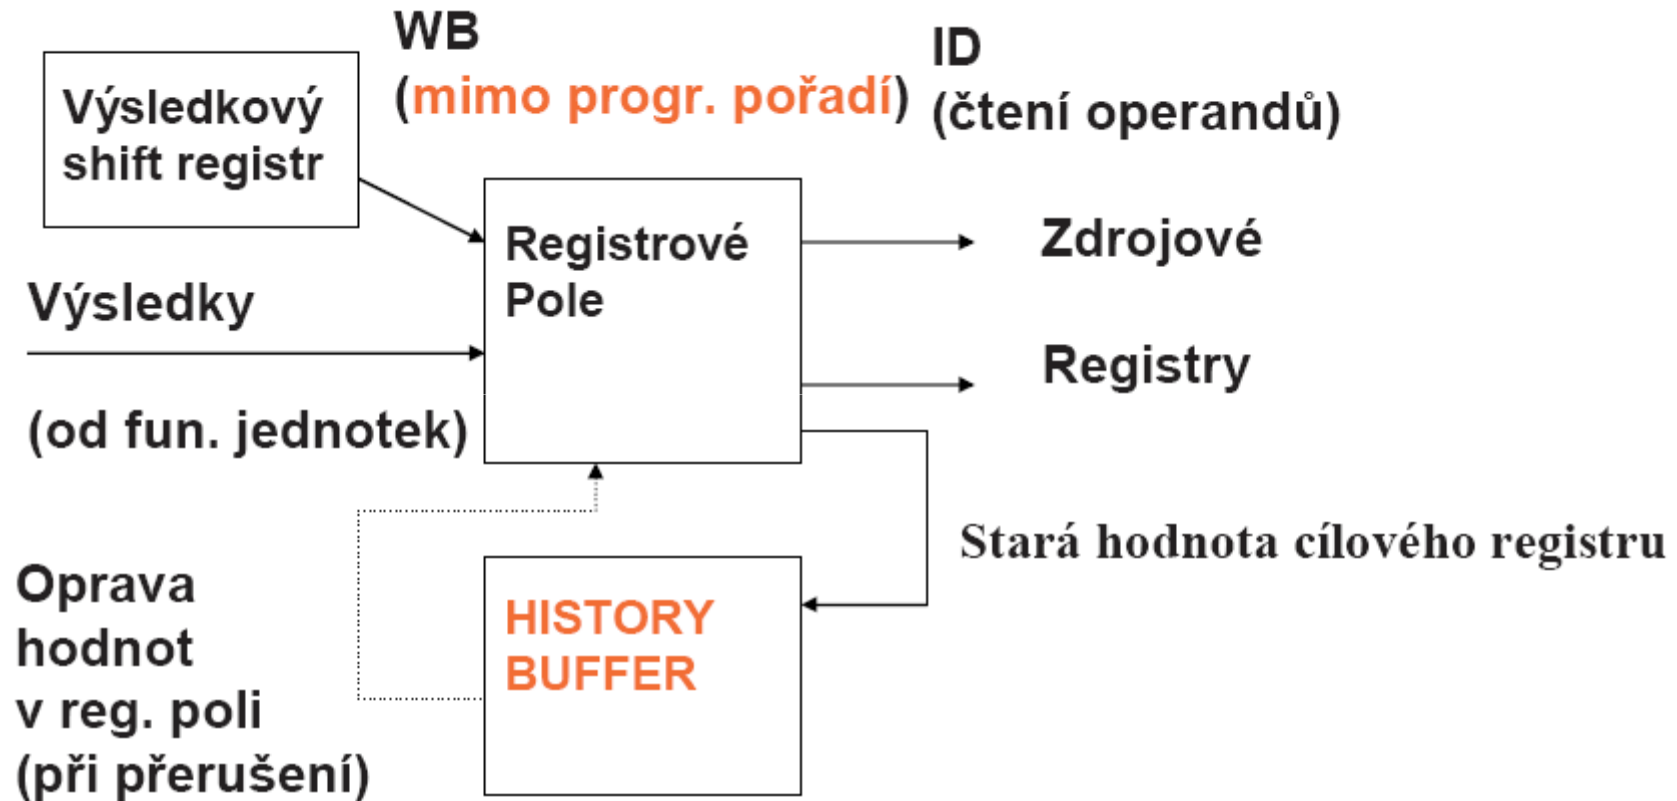 WB
(mimo progr. pořadí)
ID
(čtení operandů)
Výsledkový
shift registr
Registrové
Pole
Zdrojové
Výsledky
Registry
(od fun. jednotek)
Stará hodnota cílového registru
Oprava
hodnot
v reg. poli
(při přerušení)
HISTORY
BUFFER